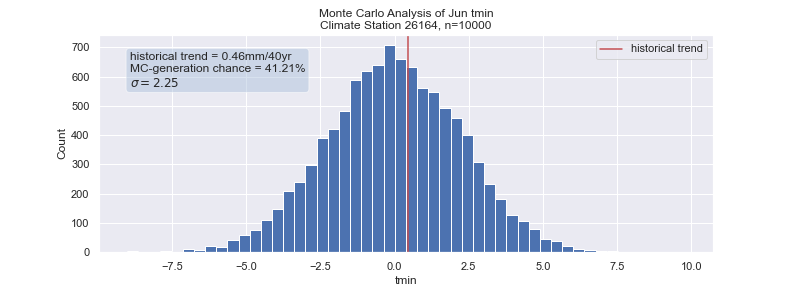 Monte Carlo Analysis of Jun tmin
Climate Station 26164, n=10000
historical trend = 0.46mm/40yr
MC-generation chance = 41.21%
σ = 2.25
historical trend
700
600
500
400
300
200
100
0
Count
−7.5 −5.0 −2.5 0.0 2.5 5.0 7.5 10.0
tmin